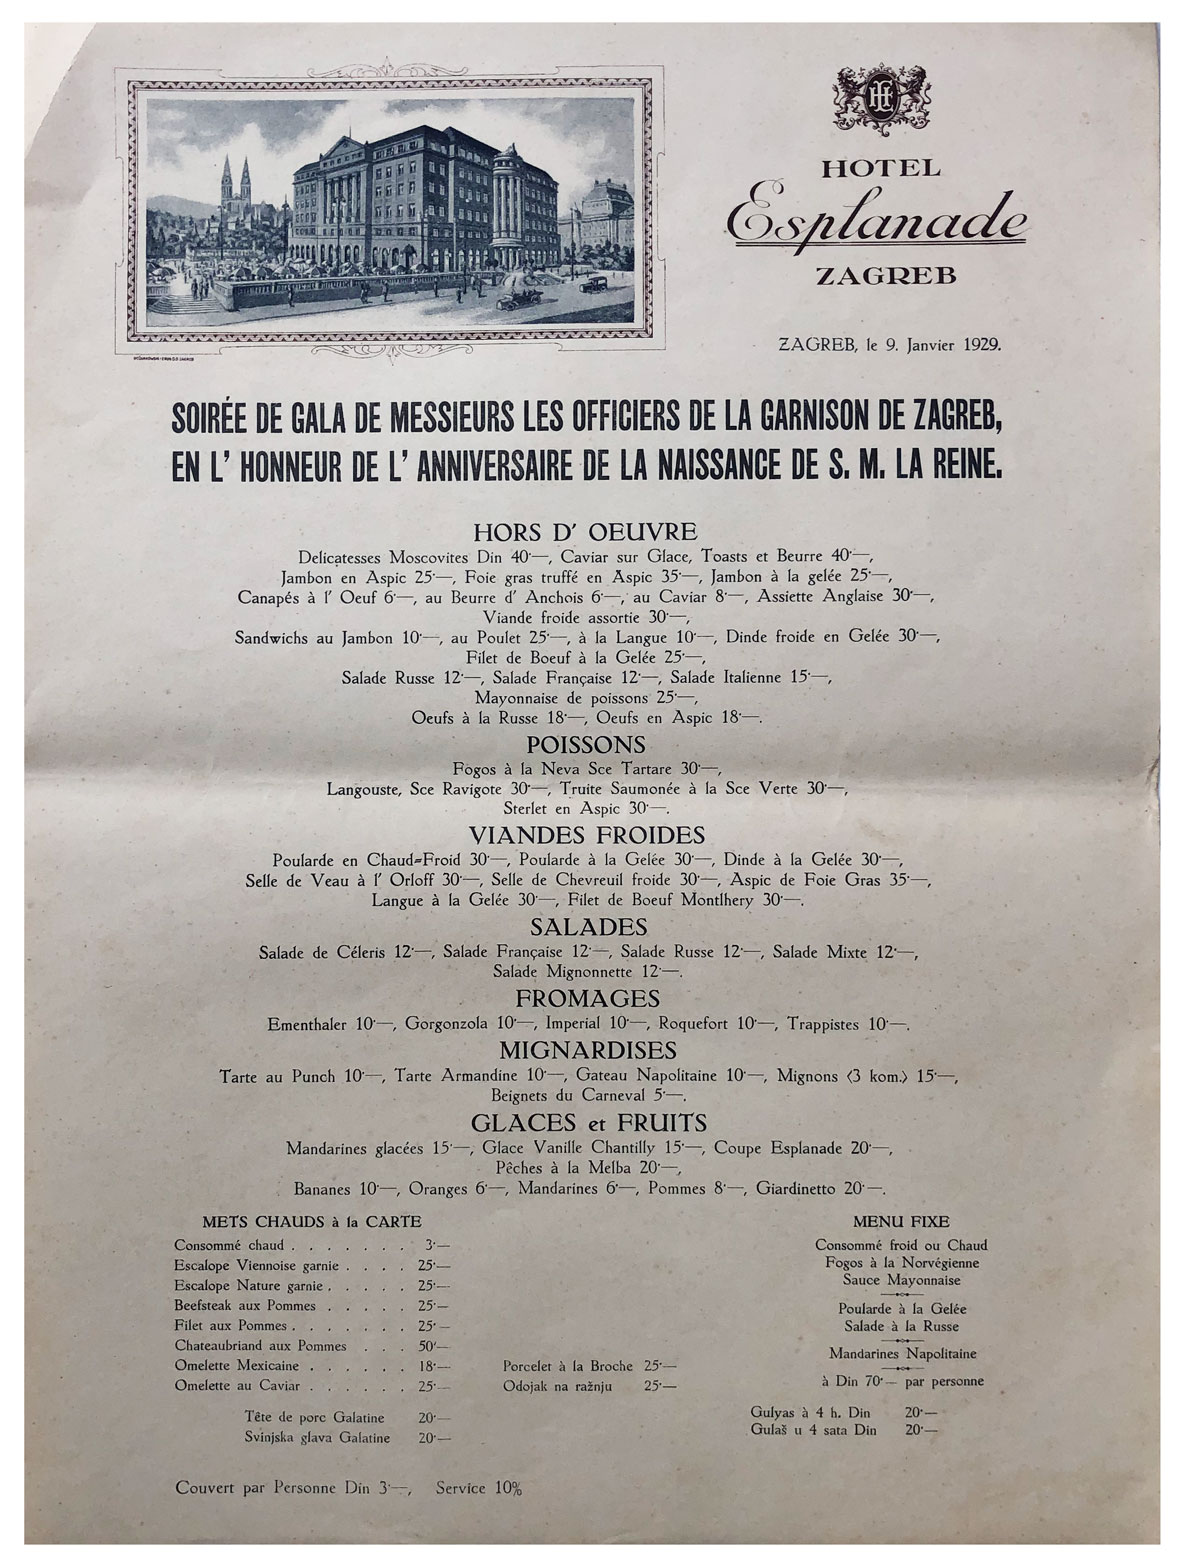 HOTEL
Esplanade
ZAGREB
ZAGREB, le 9. Janvier 1929.
SOIRÉE DE GALA DE MESSIEURS LES OFFICIERS DE LA GARNISON DE ZAGREB,
EN L' HONNEUR DE L' ANNIVERSAIRE DE LA NAISSANCE DE S. M. LA REINE.
HORS D' OEUVRE
Delicatesses Moscovites Din 40·—, Caviar sur Glace, Toasts et Beurre 40·—,
Jambon en Aspic 25·—, Foie gras truffé en Aspic 35·—, Jambon à la gelée 25·—,
Canapés à l' Oeuf 6·—, au Beurre d' Anchois 6·—, au Caviar 8·—, Assiette Anglaise 30·—,
Viande froide assortie 30·—,
Sandwichs au Jambon 10·—, au Poulet 25·—, à la Langue 10·—, Dinde froide en Gelée 30·—,
Filet de Boeuf à la Gelée 25·—,
Salade Russe 12·—, Salade Française 12·—, Salade Italienne 15·—,
Mayonnaise de poissons 25·—,
Oeufs à la Russe 18·—, Oeufs en Aspic 18·—.
POISSONS
Fogos à la Neva Sce Tartare 30·—,
Langouste, Sce Ravigote 30·—, Truite Saumonée à la Sce Verte 30·—,
Sterlet en Aspic 30·—.
VIANDES FROIDES
Poularde en Chaud=Froid 30·—, Poularde à la Gelée 30·—, Dinde à la Gelée 30·—,
Selle de Veau à l' Orloff 30·—, Selle de Chevreuil froide 30·—, Aspic de Foie Gras 35·—,
Langue à la Gelée 30·—, Filet de Boeuf Montlhery 30·—.
SALADES
Salade de Céleris 12·—, Salade Française 12·—, Salade Russe 12·—, Salade Mixte 12·—,
Salade Mignonnette 12·—.
FROMAGES
Ementhaler 10·—, Gorgonzola 10·—, Imperial 10·—, Roquefort 10·—, Trappistes 10·—.
MIGNARDISES
Tarte au Punch 10·—, Tarte Armandine 10·—, Gateau Napolitaine 10·—, Mignons (3 kom.) 15·—,
Beignets du Carneval 5·—.
GLACES et FRUITS
Mandarines glacées 15·—, Glace Vanille Chantilly 15·—, Coupe Esplanade 20·—,
Pêches à la Melba 20·—,
Bananes 10·—, Oranges 6·—, Mandarines 6·—, Pommes 8·—, Giardinetto 20·—.
METS CHAUDS à la CARTE
Consommé chaud . . . . . . . 3·—
Escalope Viennoise garnie . . . . 25·—
Escalope Nature garnie . . . . . 25·—
Beefsteak aux Pommes . . . . . 25·—
Filet aux Pommes . . . . . . . 25·—
Chateaubriand aux Pommes . . . 50·—
Omelette Mexicaine . . . . . . 18·—
Omelette au Caviar . . . . . . 25·—
Tête de porc Galatine 20·—
Svinjska glava Galatine 20·—
Porcelet à la Broche 25·—
Odojak na ražnju 25·—
MENU FIXE
Consommé froid ou Chaud
Fogos à la Norvégienne
Sauce Mayonnaise
Poularde à la Gelée
Salade à la Russe
Mandarines Napolitaine
à Din 70·— par personne
Gulyas à 4 h. Din 20·—
Gulaš u 4 sata Din 20·—
Couvert par Personne Din 3·—, Service 10%